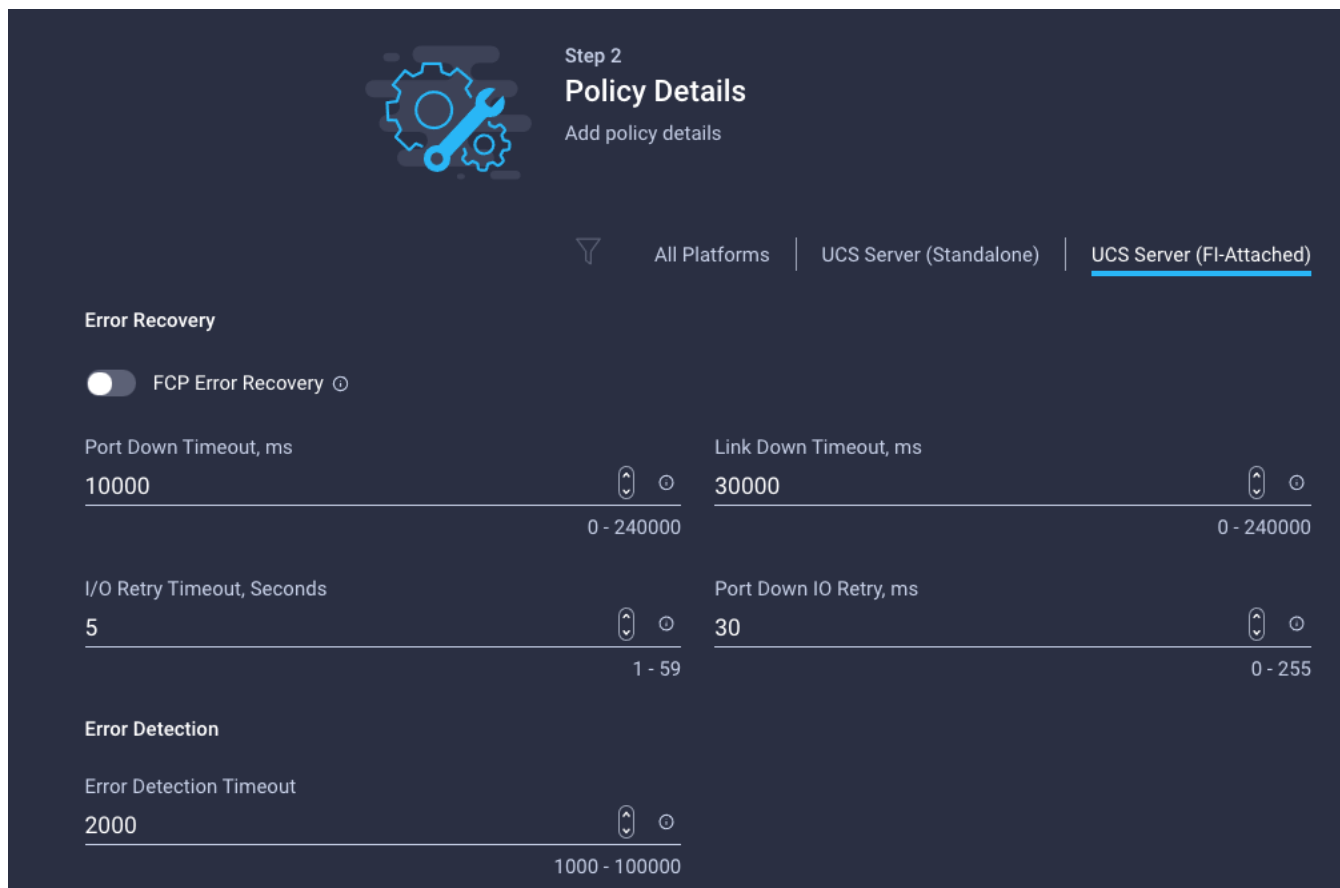 Step 2
Policy Details
Add policy details
All Platforms
UCS Server (Standalone)
UCS Server (FI-Attached)
Error Recovery
FCP Error Recovery
Port Down Timeout, ms
10000
0 - 240000
Link Down Timeout, ms
30000
0 - 240000
I/O Retry Timeout, Seconds
5
1 - 59
Port Down IO Retry, ms
30
0 - 255
Error Detection
Error Detection Timeout
2000
1000 - 100000